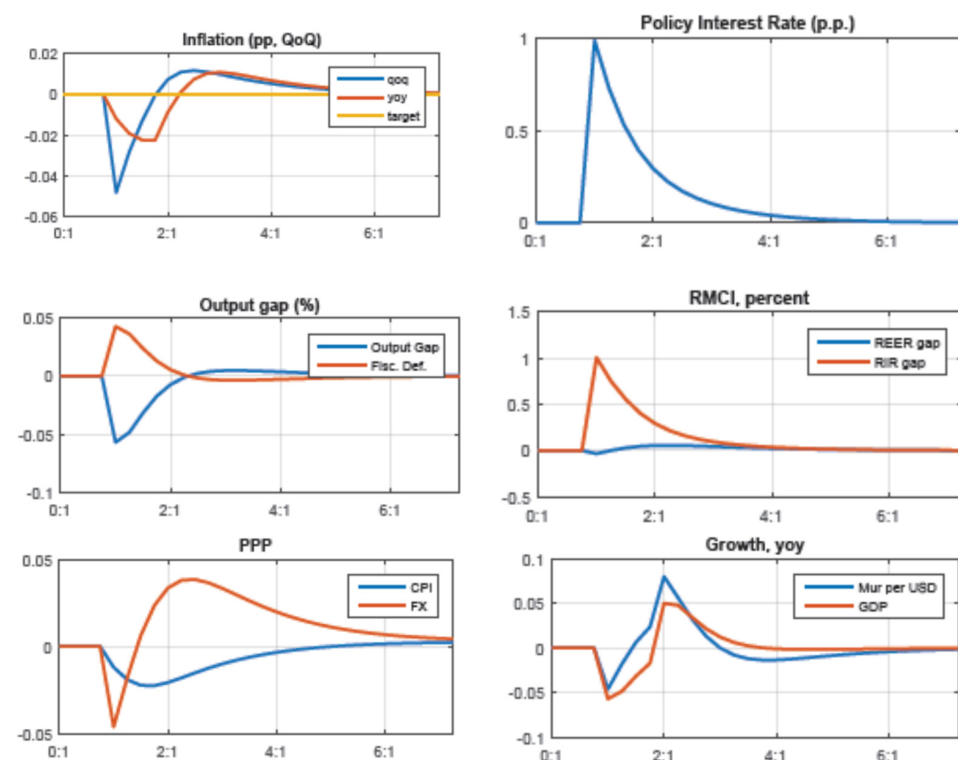 Inflation (pp, QoQ)
0.02
0
-0.02
-0.04
-0.06
0:1 2:1 4:1 6:1
qoq
yoy
target
Policy Interest Rate (p.p.)
1
0.5
0
0:1 2:1 4:1 6:1
Output gap (%)
0.05
0
-0.05
-0.1
0:1 2:1 4:1 6:1
Output Gap
Fisc. Def.
RMCI, percent
1.5
1
0.5
0
-0.5
0:1 2:1 4:1 6:1
REER gap
RIR gap
PPP
0.05
0
-0.05
0:1 2:1 4:1 6:1
CPI
FX
Growth, yoy
0.1
0.05
0
-0.05
-0.1
0:1 2:1 4:1 6:1
Mur per USD
GDP